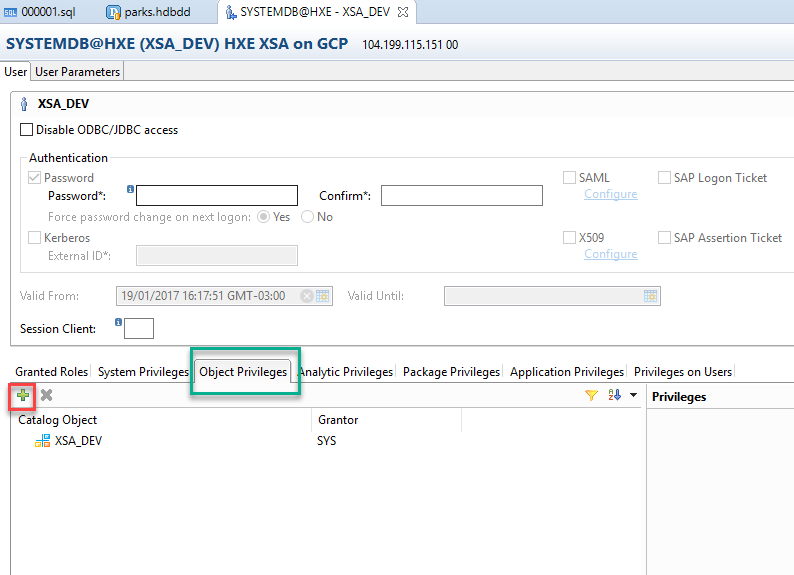 000001.sql parks.hdbdd SYSTEMDB@HXE - XSA_DEV
SYSTEMDB@HXE (XSA_DEV) HXE XSA on GCP 104.199.115.151 00
User User Parameters
XSA_DEV
Disable ODBC/JDBC access
Authentication
Password SAML SAP Logon Ticket
Password*: Confirm*: Configure
Force password change on next logon: Yes No
Kerberos X509 SAP Assertion Ticket
External ID*: Configure
Valid From: 19/01/2017 16:17:51 GMT-03:00 Valid Until:
Session Client:
Granted Roles System Privileges Object Privileges Analytic Privileges Package Privileges Application Privileges Privileges on Users
Privileges
Catalog Object Grantor
XSA_DEV SYS